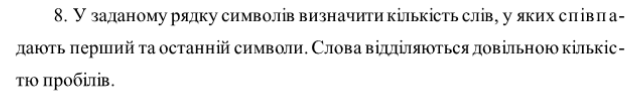 8. У заданому рядку символів визначити кількість слів, у яких співпа-
дають перший та останній символи. Слова відділяються довільною кількіс-
тю пробілів.